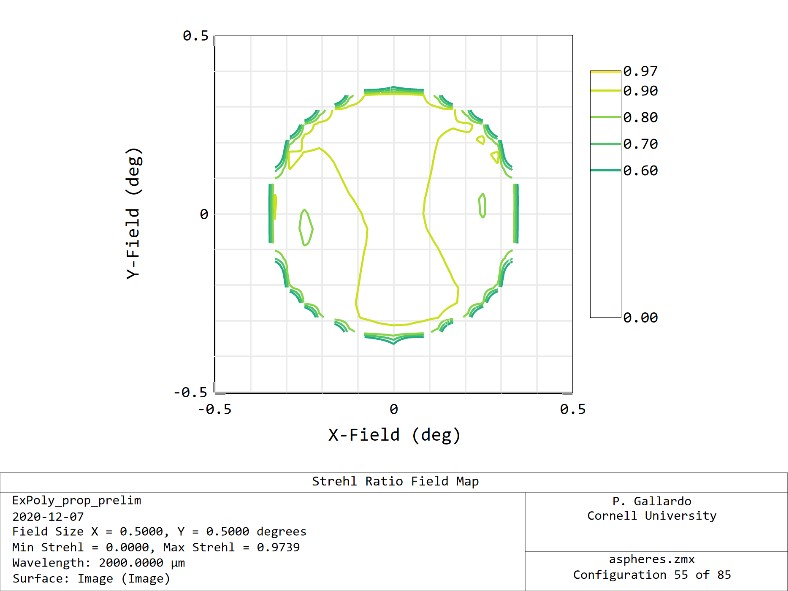 0.5
0
-0.5
Y-Field (deg)
-0.5
0
0.5
X-Field (deg)
0.97
0.90
0.80
0.70
0.60
0.00
Strehl Ratio Field Map
ExPoly_prop_prelim
2020-12-07
Field Size X = 0.5000, Y = 0.5000 degrees
Min Strehl = 0.0000, Max Strehl = 0.9739
Wavelength: 2000.0000 µm
Surface: Image (Image)
P. Gallardo
Cornell University
aspheres.zmx
Configuration 55 of 85